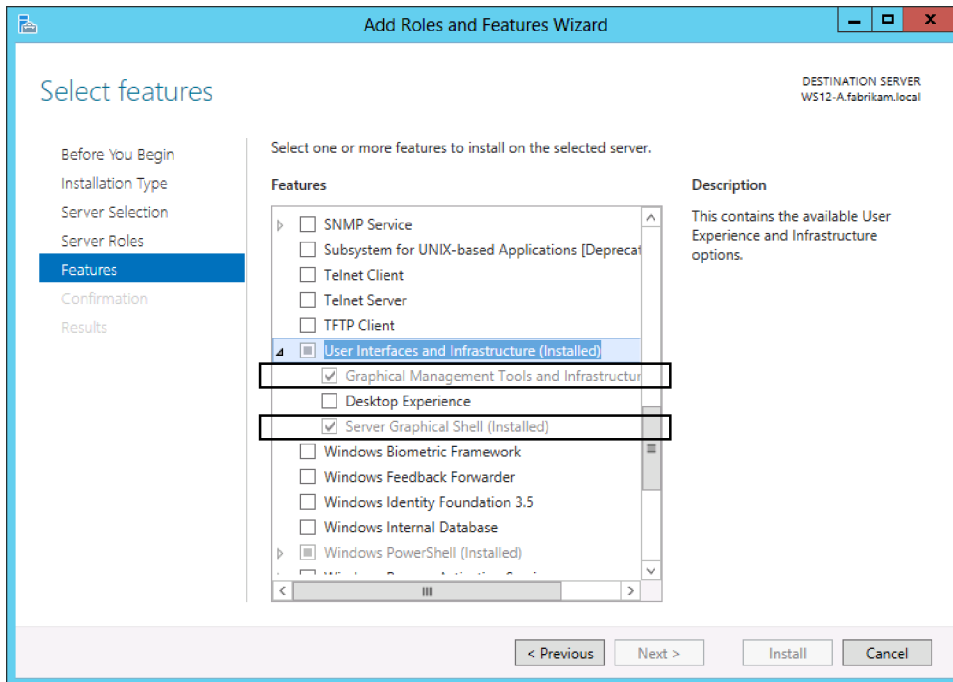 Add Roles and Features Wizard
Select features
DESTINATION SERVER
WS12-A.fabrikam.local
Before You Begin
Installation Type
Server Selection
Server Roles
Features
Confirmation
Results
Select one or more features to install on the selected server.
Features
SNMP Service
Subsystem for UNIX-based Applications [Deprecat
Telnet Client
Telnet Server
TFTP Client
User Interfaces and Infrastructure (Installed)
Graphical Management Tools and Infrastructur
Desktop Experience
Server Graphical Shell (Installed)
Windows Biometric Framework
Windows Feedback Forwarder
Windows Identity Foundation 3.5
Windows Internal Database
Windows PowerShell (Installed)
Description
This contains the available User
Experience and Infrastructure
options.
< Previous
Next >
Install
Cancel